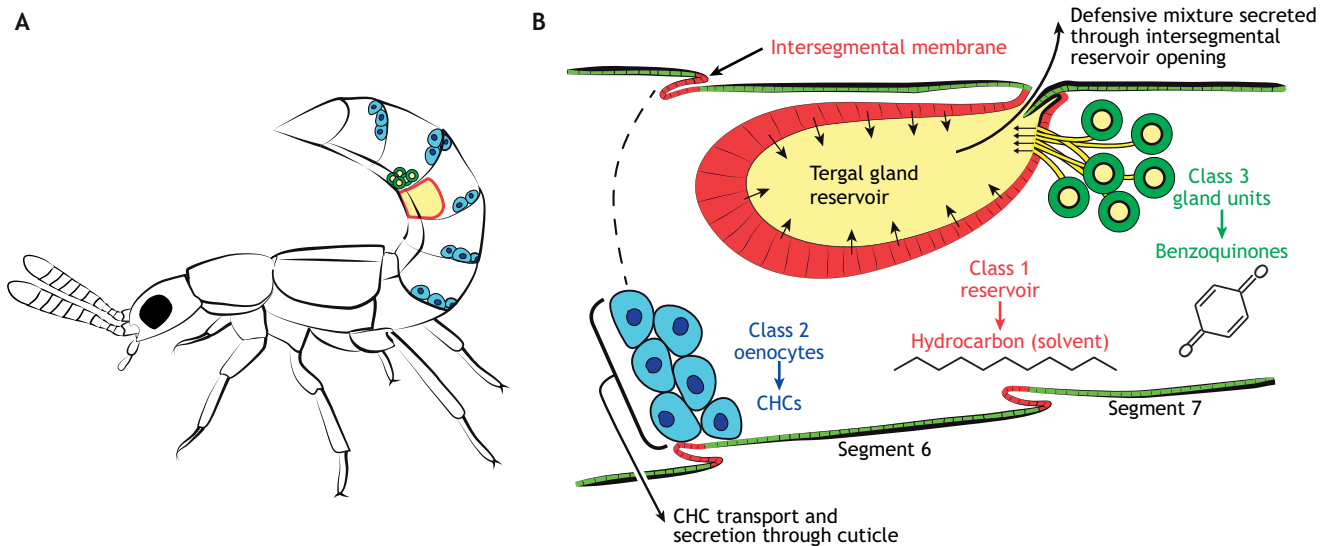 A
B
Defensive mixture secreted
through intersegmental
reservoir opening
Intersegmental membrane
Tergal gland
reservoir
Class 3
gland units
Benzoquinones
O
O
Class 1
reservoir
Hydrocarbon (solvent)
Class 2
oenocytes
CHCs
Segment 7
Segment 6
CHC transport and
secretion through cuticle